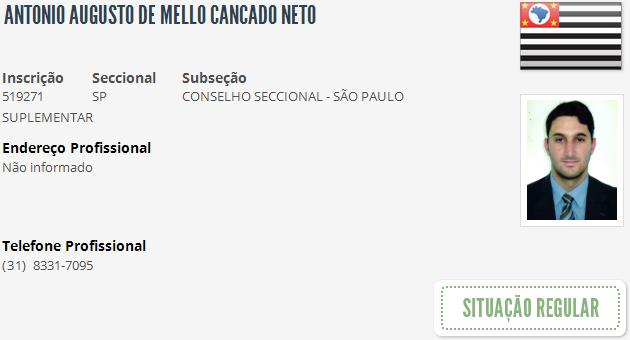 ANTONIO AUGUSTO DE MELLO CANCADO NETO
Inscrição Seccional Subseção
519271 SP CONSELHO SECCIONAL - SÃO PAULO
SUPLEMENTAR
Endereço Profissional
Não informado
Telefone Profissional
(31) 8331-7095
SITUAÇÃO REGULAR